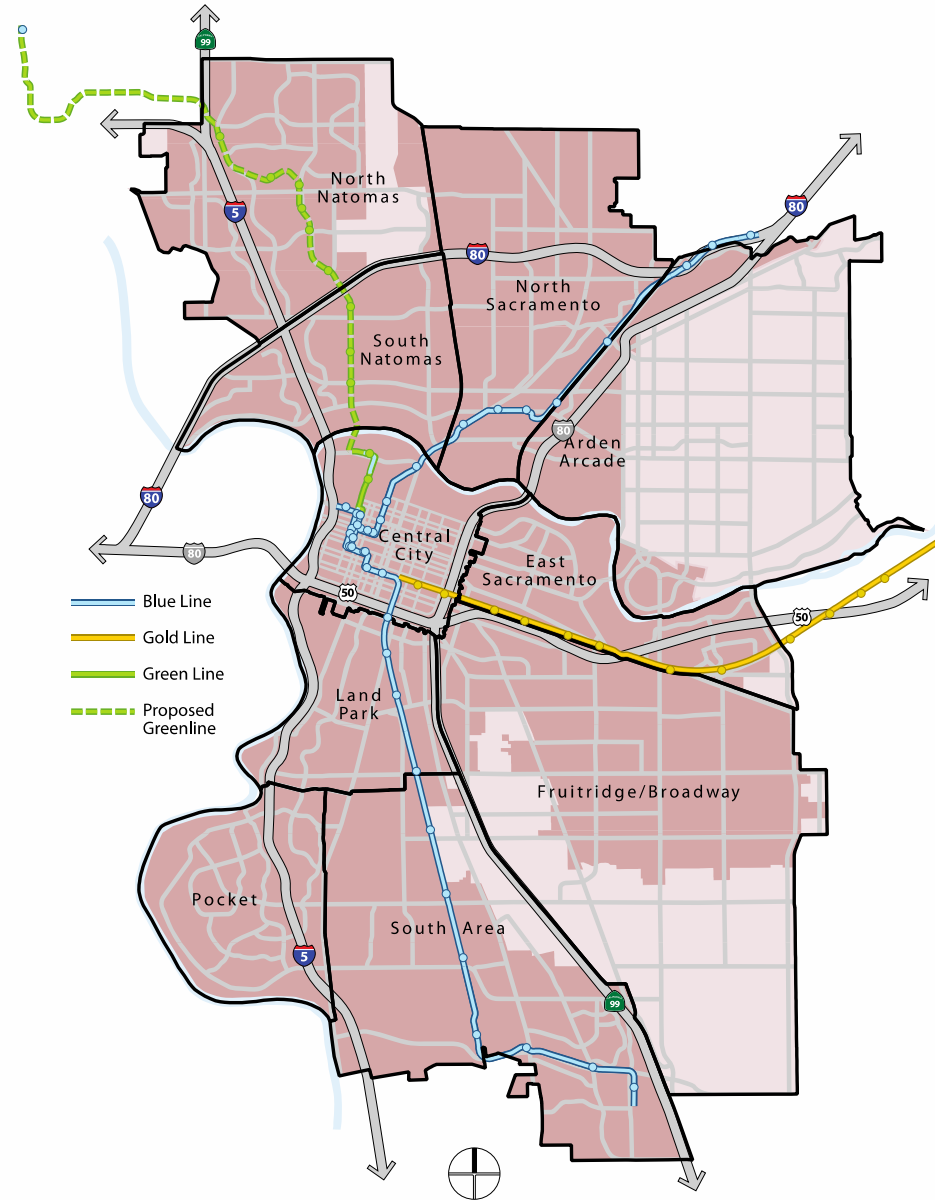 99
North
Natomas
5
80
80
North
Sacramento
South
Natomas
80
Arden
Arcade
80
Central
City
East
Sacramento
80
50
50
Blue Line
Gold Line
Green Line
Proposed
Greenline
Land
Park
Fruitridge/Broadway
Pocket
South Area
5
99